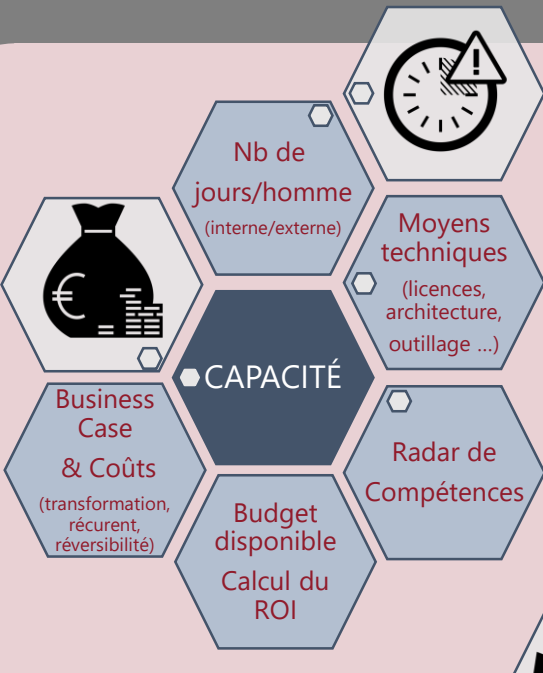 Nb de
jours/homme
(interne/externe)
Moyens
techniques
(licences,
architecture,
outillage ...)
€
CAPACITÉ
Business
Case
& Coûts
(transformation,
récurent,
réversibilité)
Radar de
Compétences
Budget
disponible
Calcul du
ROI